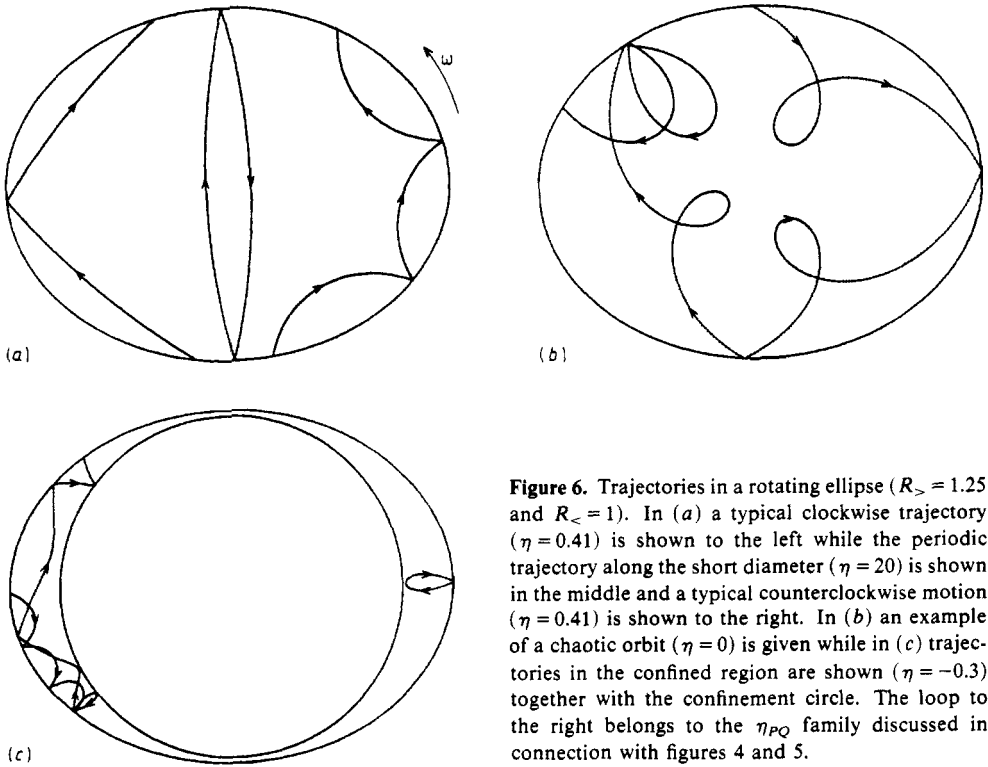 ω
(a)
(b)
(c)
Figure 6. Trajectories in a rotating ellipse (R> = 1.25
and R< = 1). In (a) a typical clockwise trajectory
(η = 0.41) is shown to the left while the periodic
trajectory along the short diameter (η = 20) is shown
in the middle and a typical counterclockwise motion
(η = 0.41) is shown to the right. In (b) an example
of a chaotic orbit (η = 0) is given while in (c) trajec-
tories in the confined region are shown (η = −0.3)
together with the confinement circle. The loop to
the right belongs to the ηPQ family discussed in
connection with figures 4 and 5.